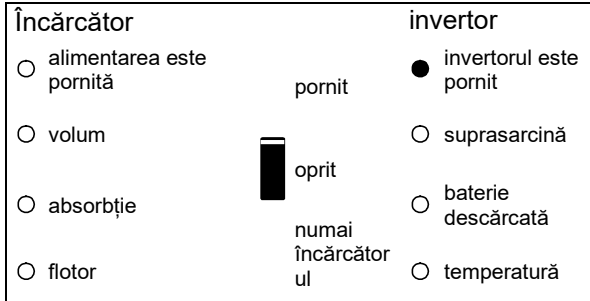 Încărcător
alimentarea este
pornită
volum
absorbție
flotor
pornit
oprit
numai
încărcător
ul
invertor
invertorul este
pornit
suprasarcină
baterie
descărcată
temperatură